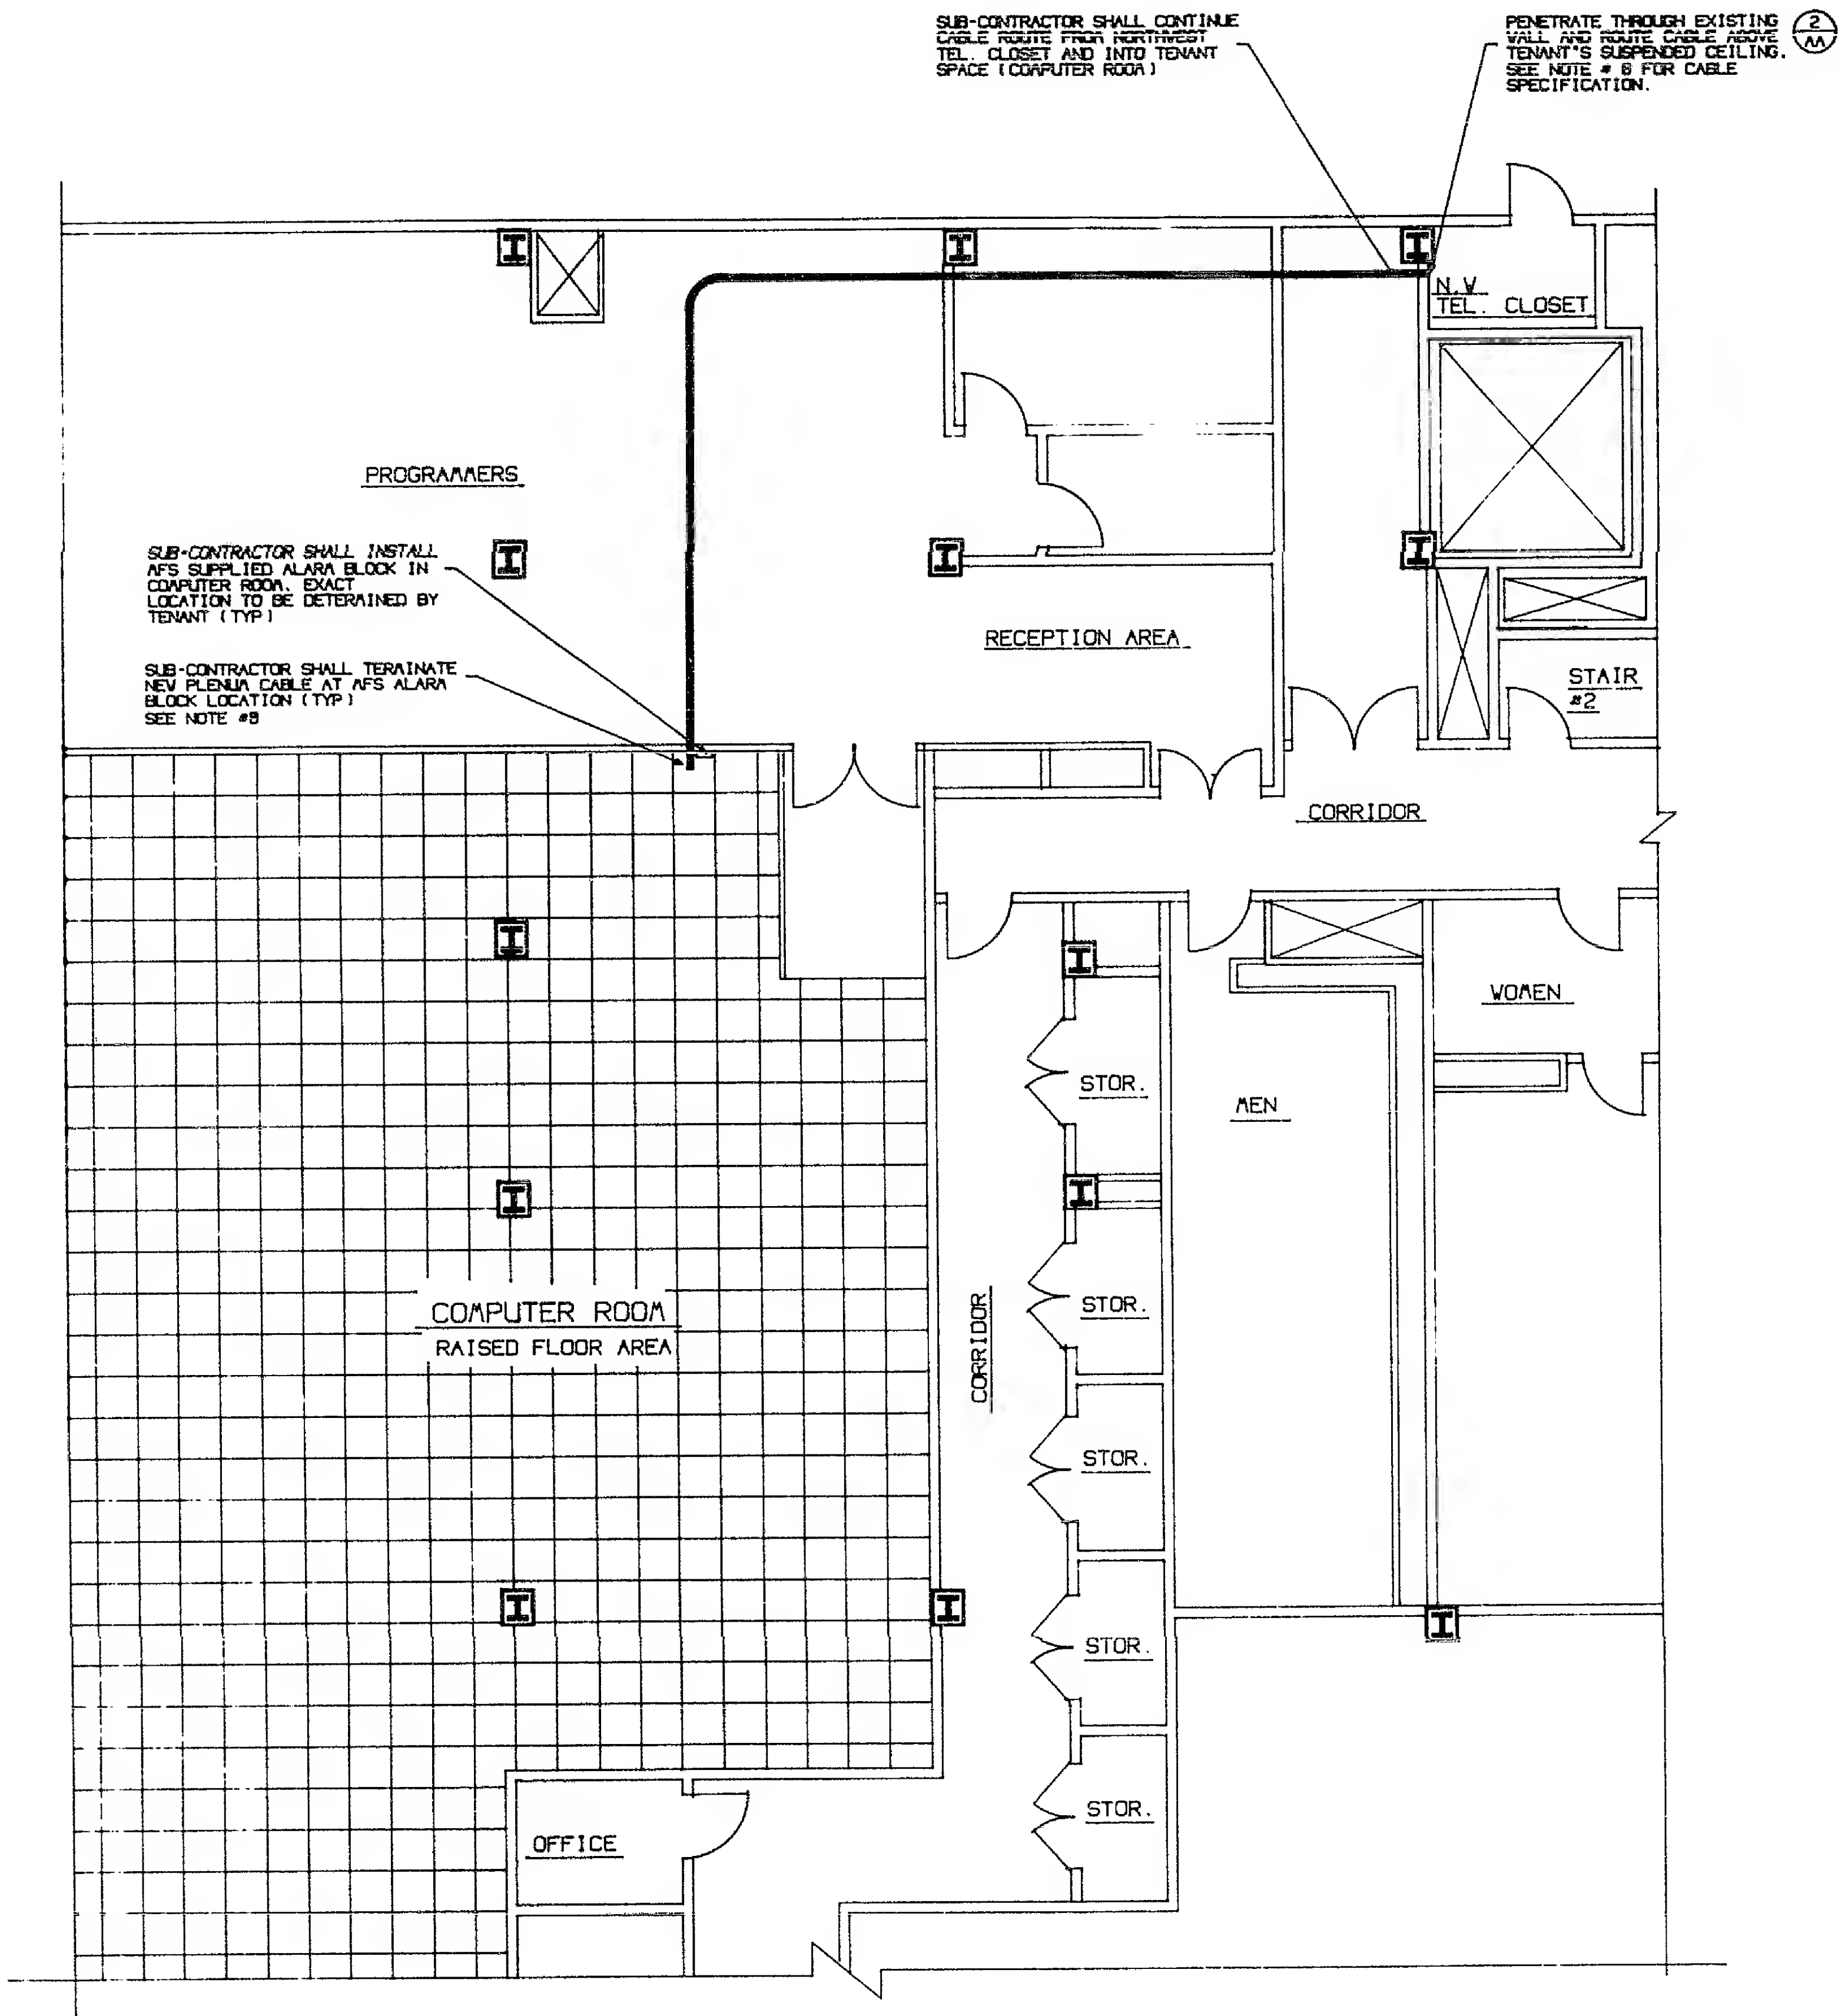 SUB-CONTRACTOR SHALL CONTINUE
CABLE ROUTE FROM NORTHWEST
TEL. CLOSET AND INTO TENANT
SPACE (COMPUTER ROOM)
PENETRATE THROUGH EXISTING
WALL AND ROUTE CABLE ABOVE
TENANT'S SUSPENDED CEILING.
SEE NOTE # FOR CABLE
SPECIFICATION.
2
N.W
TEL. CLOSET
PROGRAMMERS
SUB-CONTRACTOR SHALL INSTALL
MFS SUPPLIED ALARM BLOCK IN
COMPUTER ROOM. EXACT
LOCATION TO BE DETERMINED BY
TENANT (TYP)
SUB-CONTRACTOR SHALL TERMINATE
NEW PLENUM CABLE AT MFS ALARM
BLOCK LOCATION (TYP)
SEE NOTE
RECEPTION AREA
STAIR
#2
CORRIDOR
WOMEN
STOR.
MEN
COMPUTER ROOM
RAISED FLOOR AREA
CORRIDOR
STOR.
STOR.
STOR.
STOR.
OFFICE